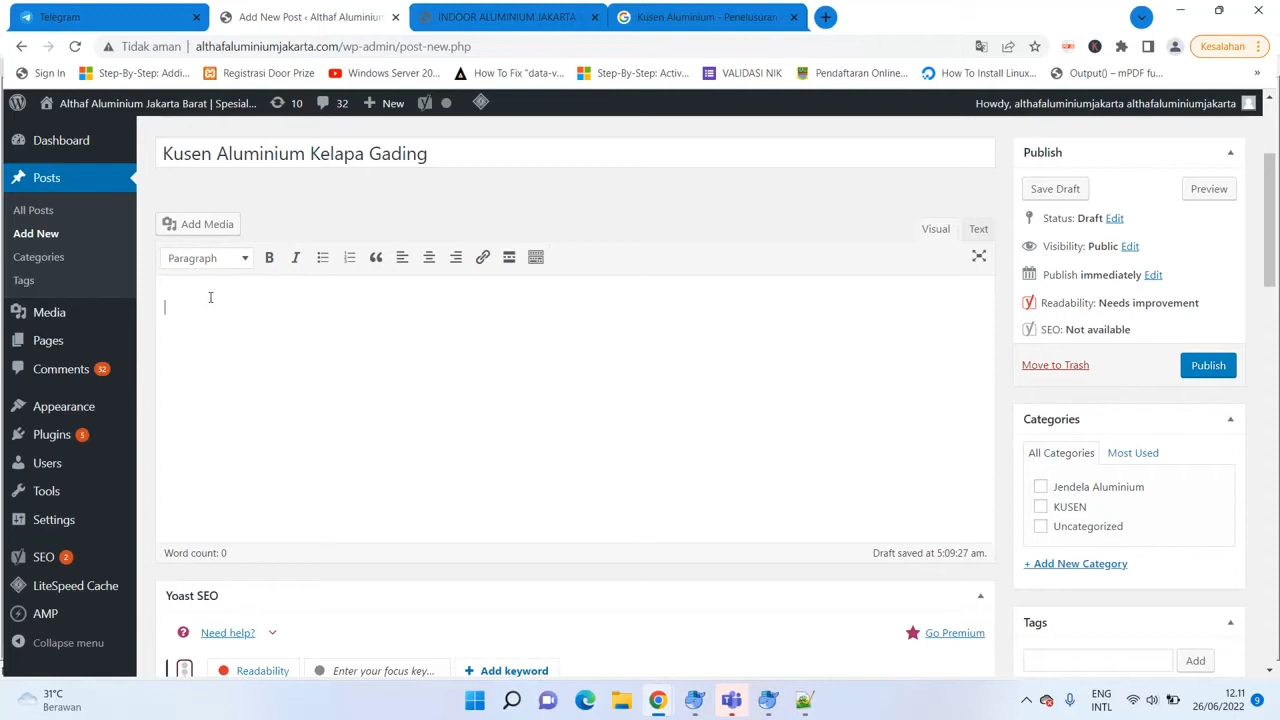 Telegram
Add New Post ‹ Althaf Aluminium
INDOOR ALUMINIUM JAKARTA
Kusen Aluminium - Penelusuran
Tidak aman althafaluminiumjakarta.com/wp-admin/post-new.php
Kesalahan
Sign In
Step-By-Step: Addi...
Registrasi Door Priz...
Windows Server 20...
How To Fix "data-v...
Step-By-Step: Activ...
VALIDASI NIK
Pendaftaran Online...
How To Install Linux...
Output() – mPDF fu...
»
Althaf Aluminium Jakarta Barat | Spesial...
10
32
New
Howdy, althafaluminiumjakarta althafaluminiumjakarta
Dashboard
Posts
All Posts
Add New
Categories
Tags
Media
Pages
Comments 32
Appearance
Plugins 5
Users
Tools
Settings
SEO 2
LiteSpeed Cache
AMP
Collapse menu
Kusen Aluminium Kelapa Gading
Add Media
Visual
Text
Paragraph
B I
Word count: 0
Draft saved at 5:09:27 am.
Yoast SEO
Need help?
Go Premium
Readability
Enter your focus key...
Add keyword
Publish
Save Draft
Preview
Status: Draft Edit
Visibility: Public Edit
Publish immediately Edit
Readability: Needs improvement
SEO: Not available
Move to Trash
Publish
Categories
All Categories
Most Used
Jendela Aluminium
KUSEN
Uncategorized
+ Add New Category
Tags
Add
31°C
Berawan
ENG
INTL
12.11
26/06/2022
9